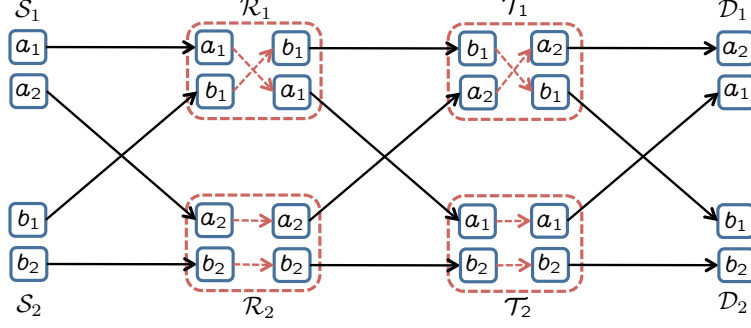 S₁ R₁ T₁ D₁
a₁ a₁ b₁ b₁ a₂ a₂
a₂ b₁ a₁ a₂ b₁ a₁
b₁ a₂ a₂ a₁ a₁ b₁
b₂ b₂ b₂ b₂ b₂ b₂
S₂ R₂ T₂ D₂